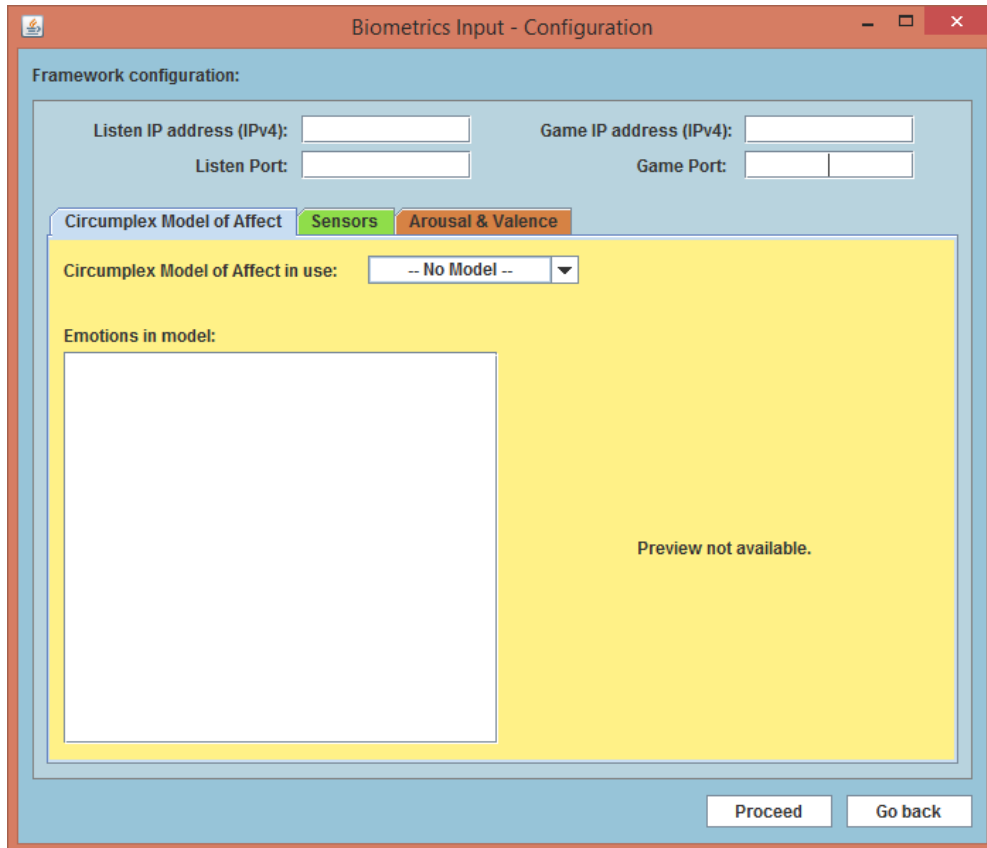 Biometrics Input - Configuration
Framework configuration:
Listen IP address (IPv4):
Game IP address (IPv4):
Listen Port:
Game Port:
Circumplex Model of Affect
Sensors
Arousal & Valence
Circumplex Model of Affect in use:
-- No Model --
Emotions in model:
Preview not available.
Proceed
Go back